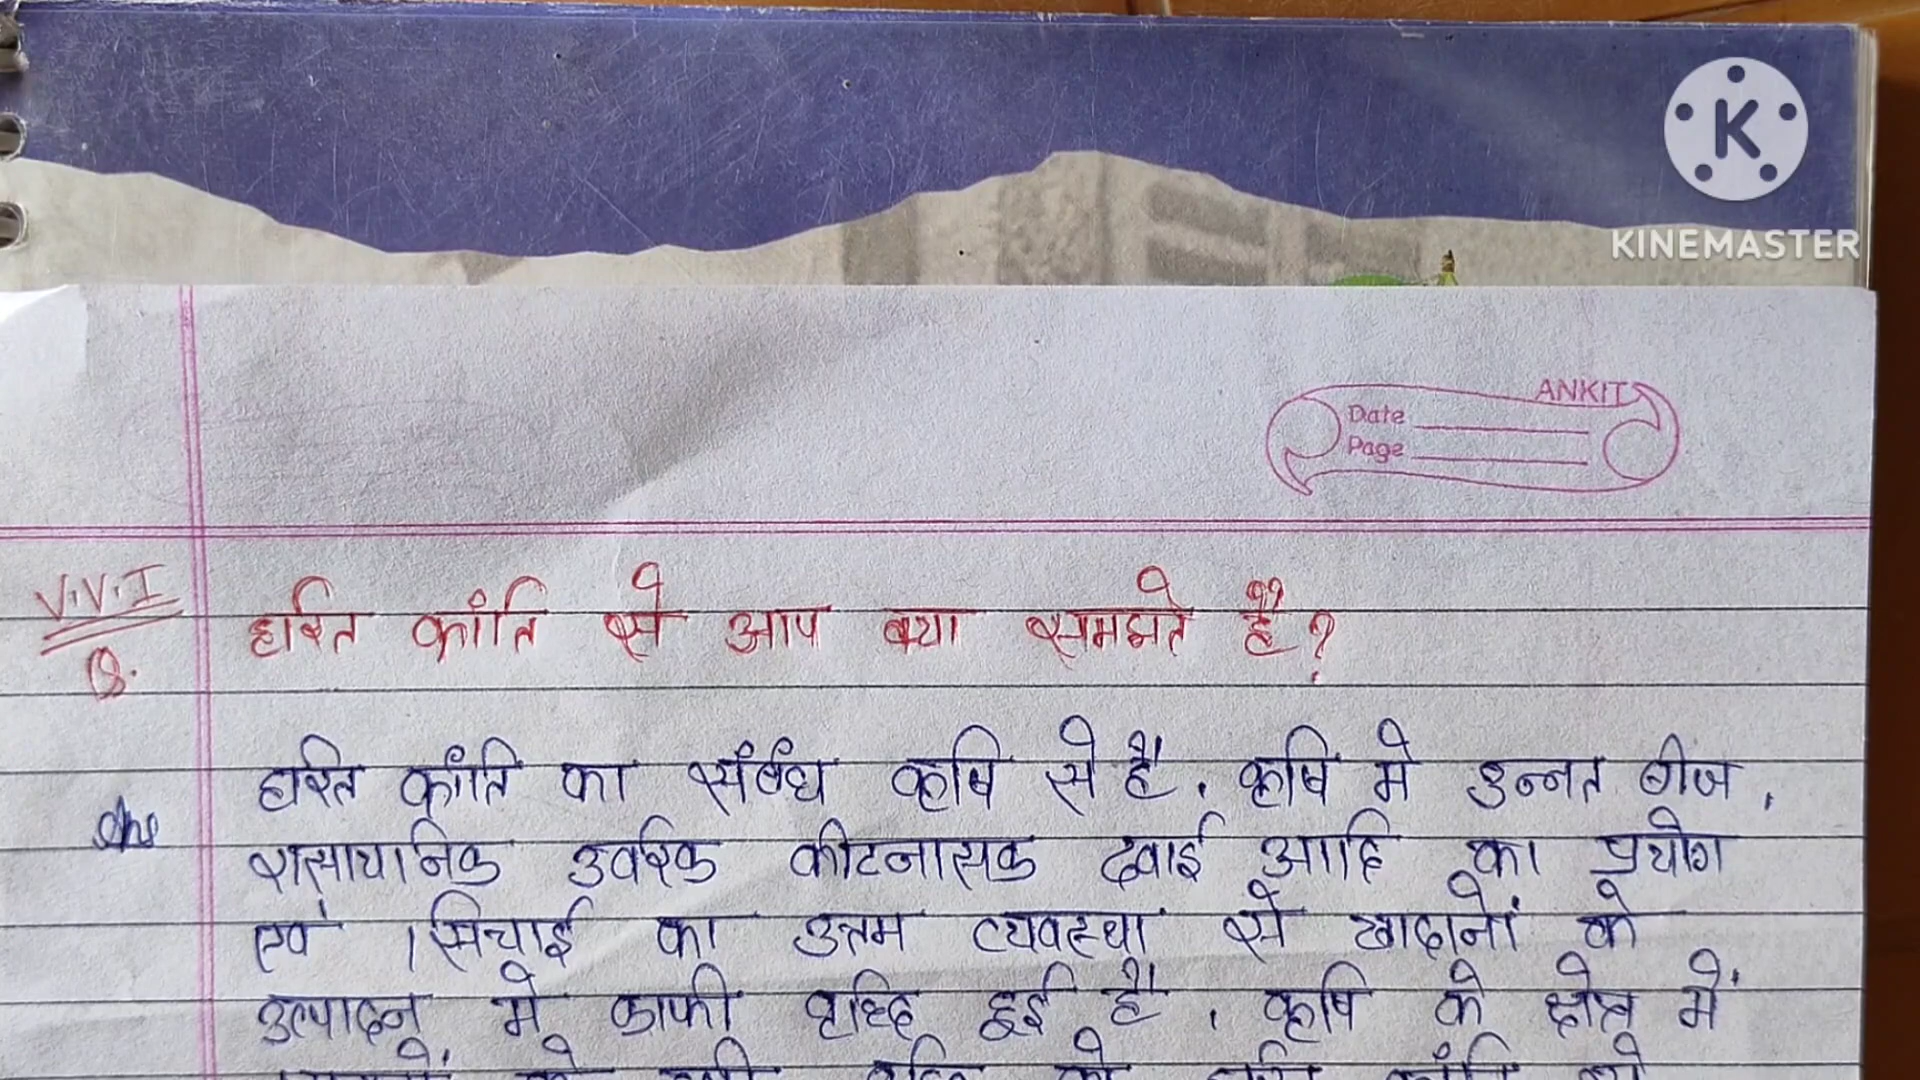 KINEMASTER
ANKIT
Date
Page
V.V.I
Q. हरित क्रांति से आप क्या समझते हैं?
हरित क्रांति का संबंध कृषि से है. कृषि मे उन्नत बीज,
Ans रासायनिक उर्वरक कीटनासक दवाई आदि का प्रयोग
एवं सिचाई का उत्तम व्यवस्था से खादानों के
उत्पादन मे काफी वृध्दि हुई है. कृषि के क्षेत्र में